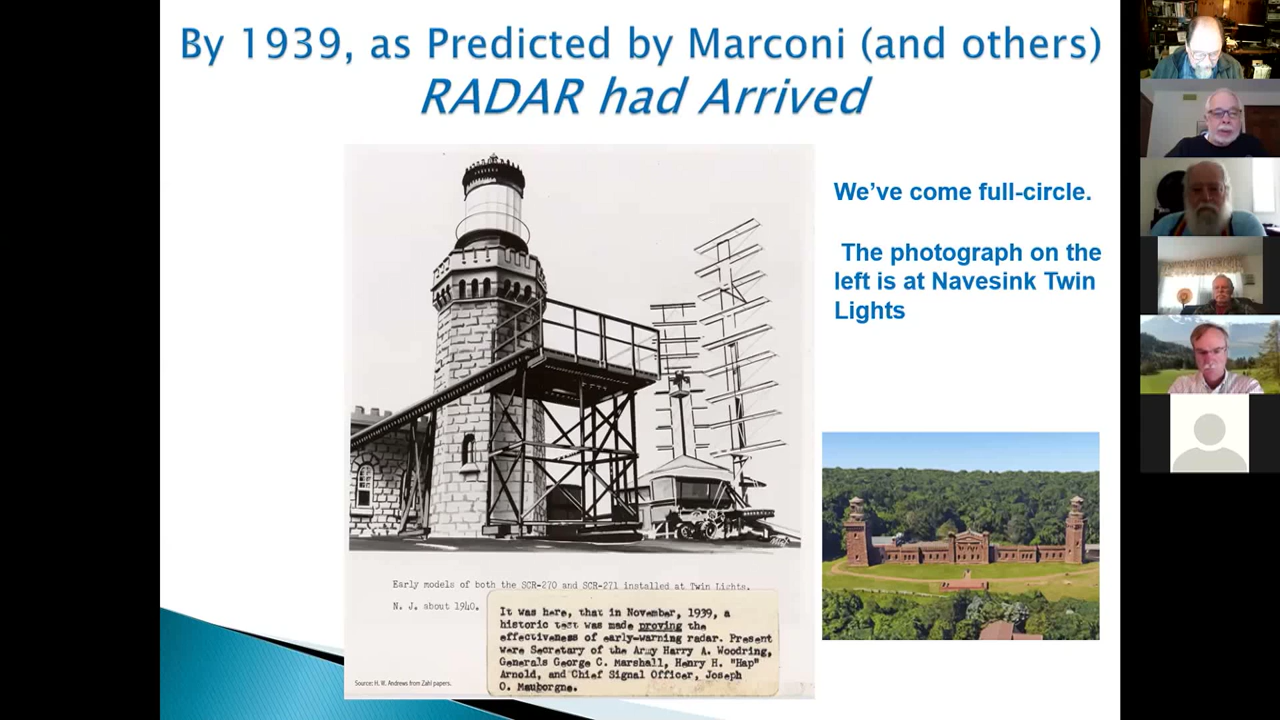 By 1939, as Predicted by Marconi (and others)
RADAR had Arrived
We've come full-circle.
The photograph on the
left is at Navesink Twin
Lights
Early models of both the SCR-270 and SCR-271 installed at Twin Lights.
N. J. about 1940.
It was here, that in November, 1939, a
historic test was made proving the
effectiveness of early-warning radar. Present
were Secretary of the Army Harry A. Woodring,
Generals George C. Marshall, Henry H. "Hap"
Arnold, and Chief Signal Officer, Joseph
O. Mauborgne.
Source: H. W. Andrews from Zahl papers.